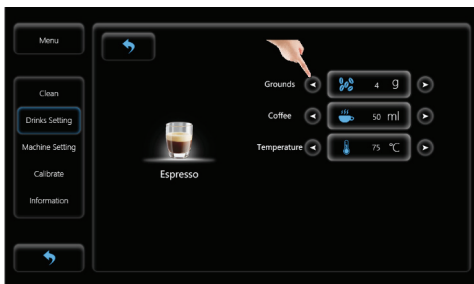 Menu
Clean
Drinks Setting
Machine Setting
Calibrate
Information
Espresso
Grounds 4 g
Coffee 50 ml
Temperature 75 ℃